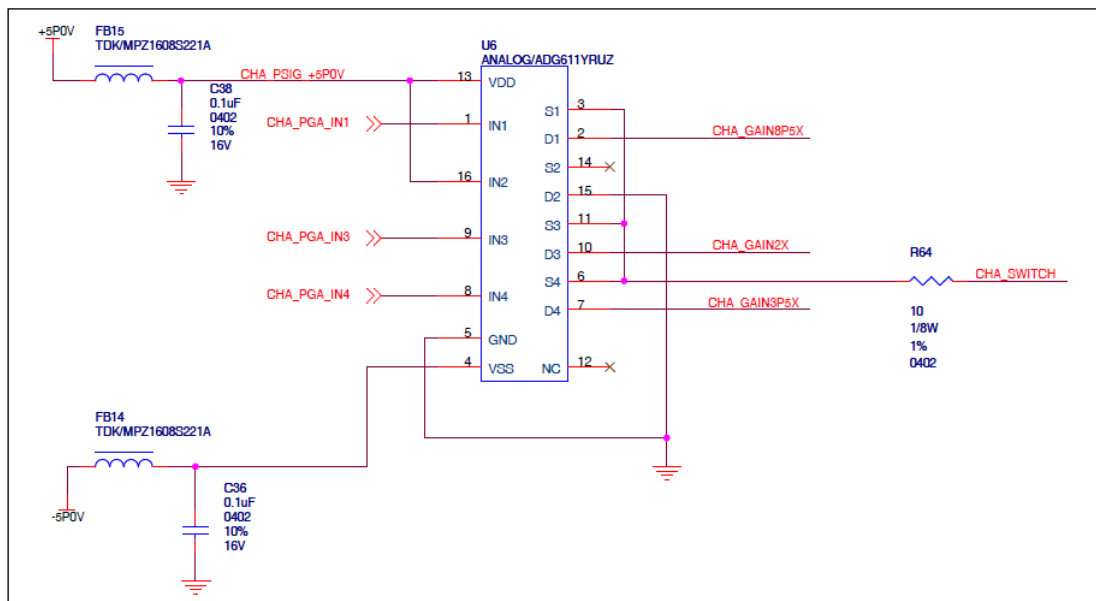 +5P0V
FB15
TDK/MPZ1608S221A
CHA_PSIG_+5P0V
C38
0.1uF
0402
10%
16V
U6
ANALOG/ADG611YRUZ
13 VDD
CHA_PGA_IN1 1 IN1
16 IN2
CHA_PGA_IN3 9 IN3
CHA_PGA_IN4 8 IN4
5 GND
4 VSS
S1 3
D1 2 CHA_GAIN8P5X
S2 14
D2 15
S3 11
D3 10 CHA_GAIN2X
S4 6
D4 7 CHA_GAIN3P5X
NC 12
R64
CHA_SWITCH
10
1/8W
1%
0402
FB14
TDK/MPZ1608S221A
-5P0V
C36
0.1uF
0402
10%
16V